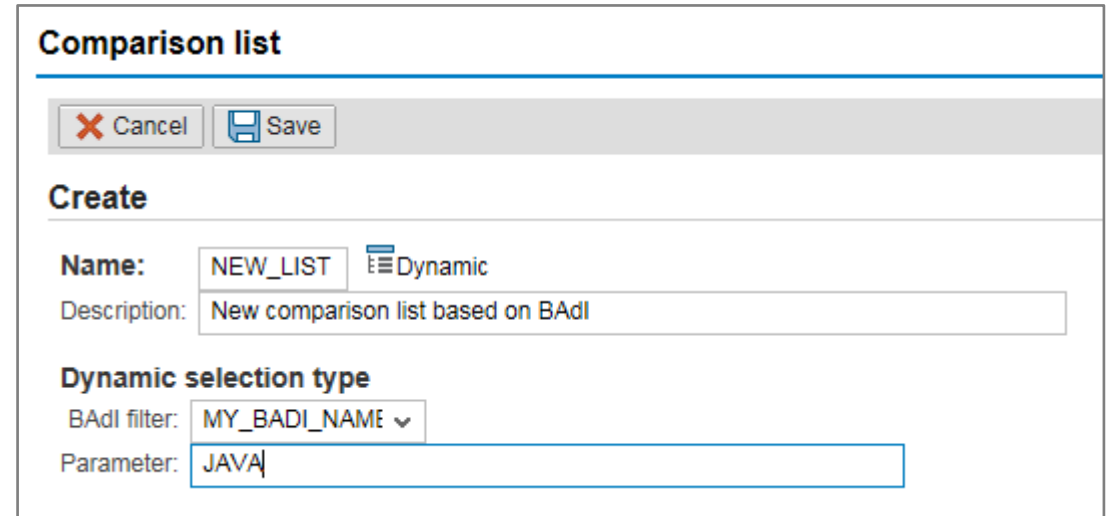 Comparison list
Cancel Save
Create
Name: NEW_LIST Dynamic
Description: New comparison list based on BAdI
Dynamic selection type
BAdI filter: MY_BADI_NAME
Parameter: JAVA